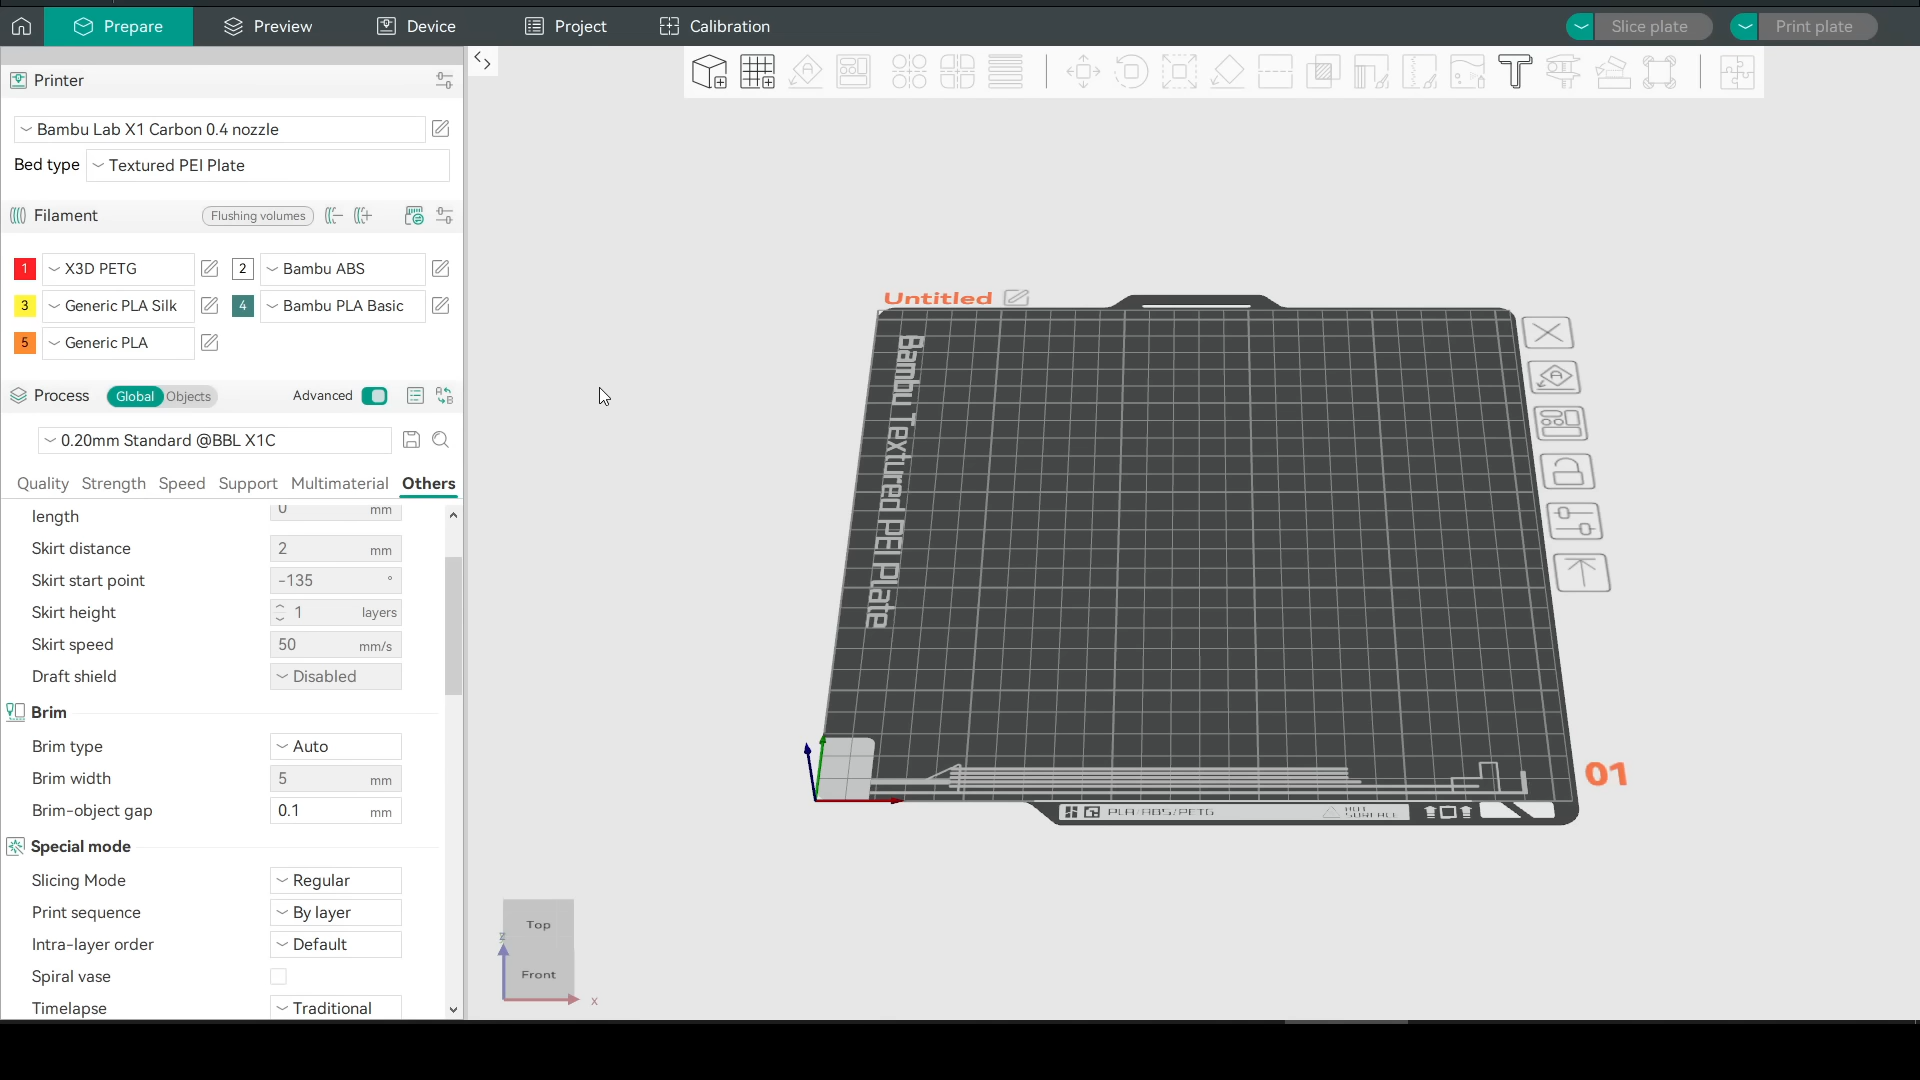 Prepare
Preview
Device
Project
Calibration
Slice plate
Print plate
Printer
Bambu Lab X1 Carbon 0.4 nozzle
Bed type
Textured PEI Plate
Filament
Flushing volumes
1 X3D PETG
2 Bambu ABS
3 Generic PLA Silk
4 Bambu PLA Basic
5 Generic PLA
Process
Global
Objects
Advanced
0.20mm Standard @BBL X1C
Quality
Strength
Speed
Support
Multimaterial
Others
length
0 mm
Skirt distance
2 mm
Skirt start point
-135 °
Skirt height
1 layers
Skirt speed
50 mm/s
Draft shield
Disabled
Brim
Brim type
Auto
Brim width
5 mm
Brim-object gap
0.1 mm
Special mode
Slicing Mode
Regular
Print sequence
By layer
Intra-layer order
Default
Spiral vase
Timelapse
Traditional
Untitled
Bambu Textured PEI Plate
01
PLA/ABS/PETG
HOT
SURFACE
Top
Front
z
x